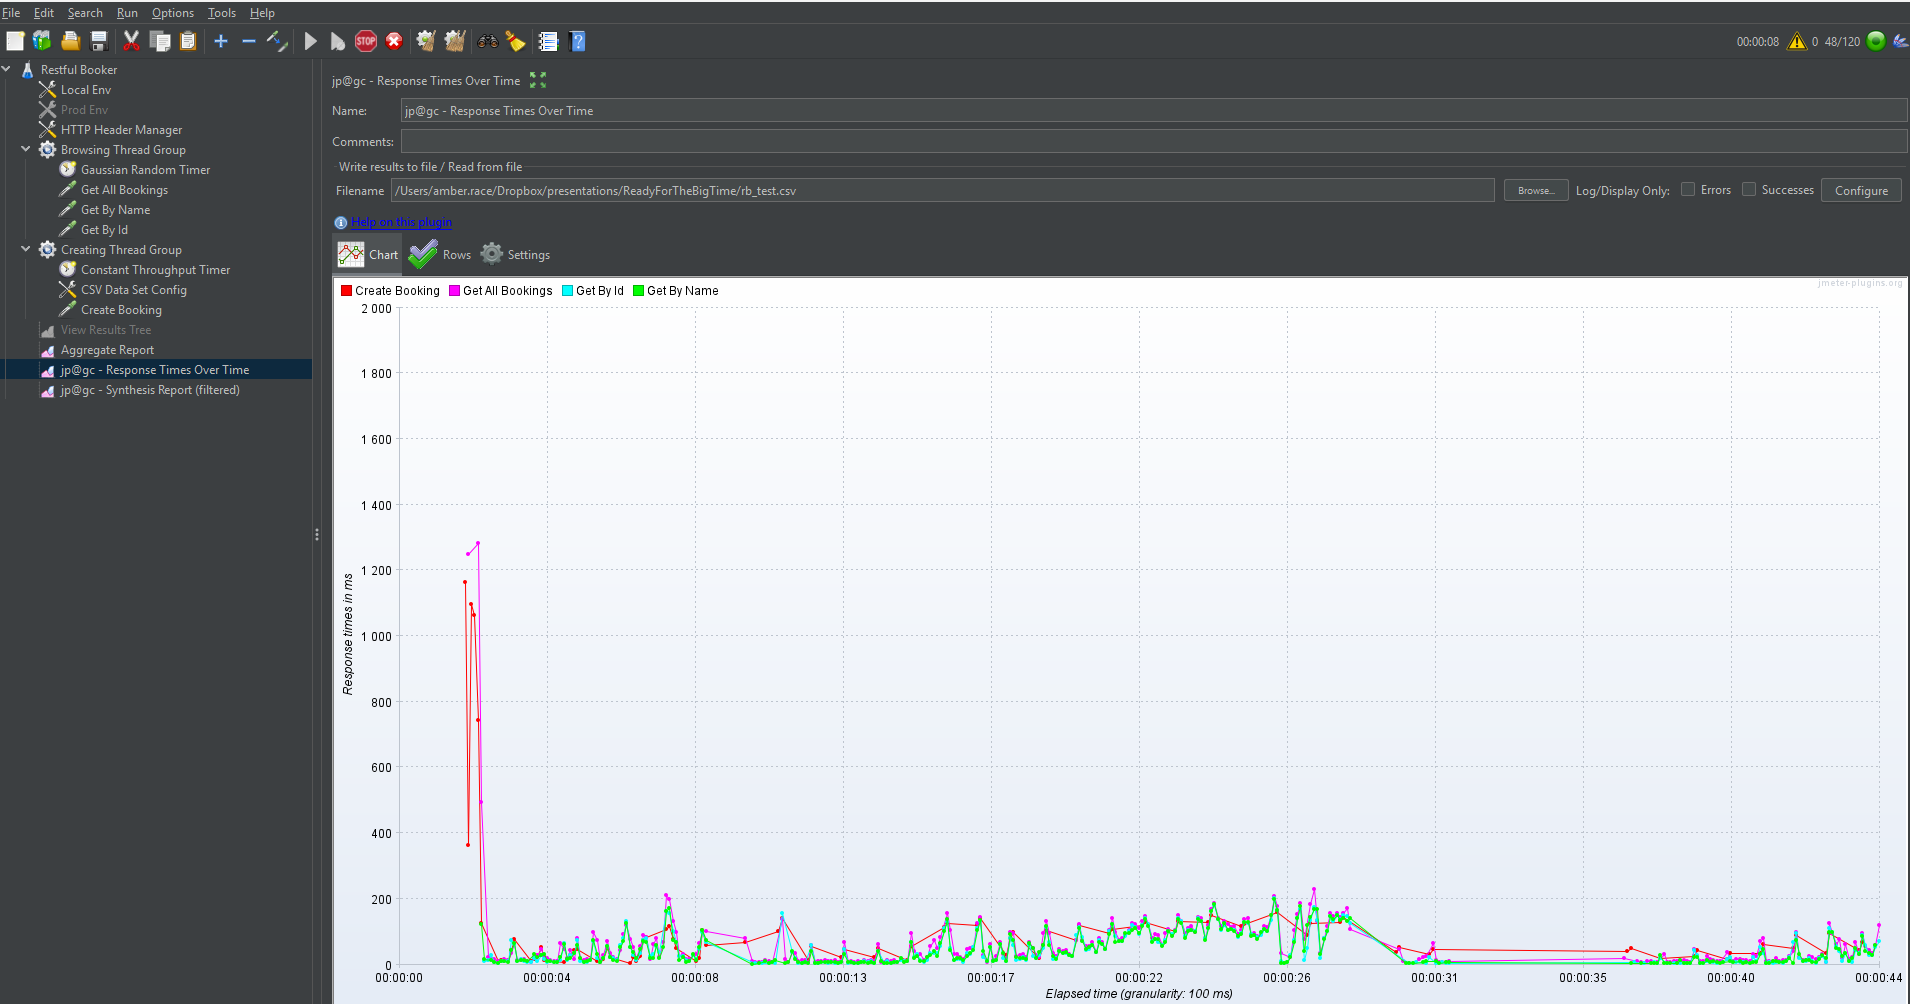 File Edit Search Run Options Tools Help
STOP
00:00:08 0 48/120
Restful Booker
Local Env
Prod Env
HTTP Header Manager
Browsing Thread Group
Gaussian Random Timer
Get All Bookings
Get By Name
Get By Id
Creating Thread Group
Constant Throughput Timer
CSV Data Set Config
Create Booking
View Results Tree
Aggregate Report
jp@gc - Response Times Over Time
jp@gc - Synthesis Report (filtered)
jp@gc - Response Times Over Time
Name: jp@gc - Response Times Over Time
Comments:
Write results to file / Read from file
Filename /Users/amber.race/Dropbox/presentations/ReadyForTheBigTime/rb_test.csv Browse... Log/Display Only: Errors Successes Configure
Help on this plugin
Chart Rows Settings
jmeter-plugins.org
Create Booking Get All Bookings Get By Id Get By Name
2 000
1 800
1 600
1 400
1 200
1 000
800
600
400
200
0
Response times in ms
00:00:00 00:00:04 00:00:08 00:00:13 00:00:17 00:00:22 00:00:26 00:00:31 00:00:35 00:00:40 00:00:44
Elapsed time (granularity: 100 ms)